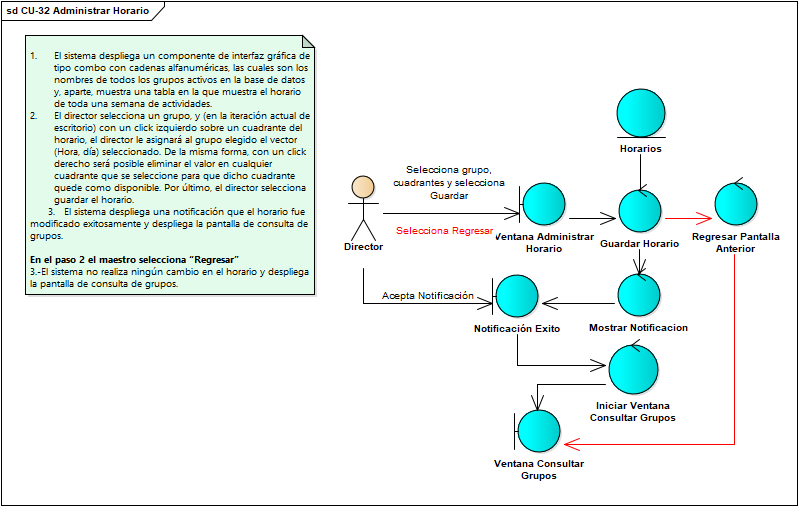 sd CU-32 Administrar Horario
1. El sistema despliega un componente de interfaz gráfica de
tipo combo con cadenas alfanuméricas, las cuales son los
nombres de todos los grupos activos en la base de datos
y, aparte, muestra una tabla en la que muestra el horario
de toda una semana de actividades.
2. El director selecciona un grupo, y (en la iteración actual de
escritorio) con un click izquierdo sobre un cuadrante del
horario, el director le asignará al grupo elegido el vector
(Hora, día) seleccionado. De la misma forma, con un click
derecho será posible eliminar el valor en cualquier
cuadrante que se seleccione para que dicho cuadrante
quede como disponible. Por último, el director selecciona
guardar el horario.
3. El sistema despliega una notificación que el horario fue
modificado exitosamente y despliega la pantalla de consulta de
grupos.
En el paso 2 el maestro selecciona “Regresar”
3.-El sistema no realiza ningún cambio en el horario y despliega
la pantalla de consulta de grupos.
Horarios
Selecciona grupo,
cuadrantes y selecciona
Guardar
Selecciona Regresar
Director
Ventana Administrar
Horario
Guardar Horario
Regresar Pantalla
Anterior
Acepta Notificación
Notificación Exito
Mostrar Notificacion
Iniciar Ventana
Consultar Grupos
Ventana Consultar
Grupos